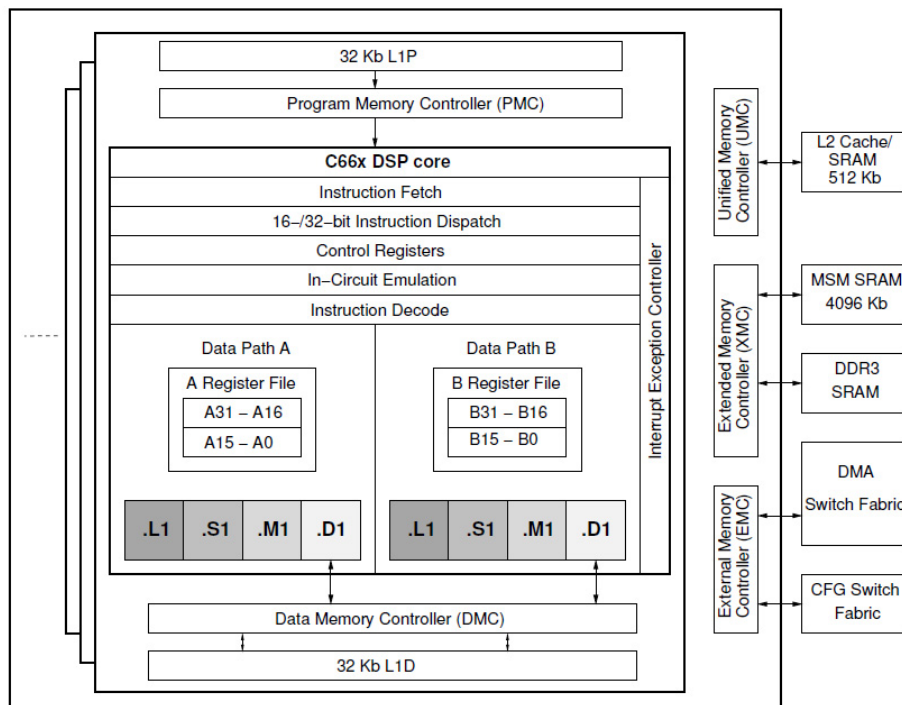 32 Kb L1P
Program Memory Controller (PMC)
C66x DSP core
Instruction Fetch
16–/32–bit Instruction Dispatch
Control Registers
In–Circuit Emulation
Instruction Decode
Interrupt Exception Controller
Data Path A
A Register File
A31 – A16
A15 – A0
.L1
.S1
.M1
.D1
Data Path B
B Register File
B31 – B16
B15 – B0
.L1
.S1
.M1
.D1
Data Memory Controller (DMC)
32 Kb L1D
Unified Memory
Controller (UMC)
L2 Cache/
SRAM
512 Kb
Extended Memory
Controller (XMC)
MSM SRAM
4096 Kb
DDR3
SRAM
External Memory
Controller (EMC)
DMA
Switch Fabric
CFG Switch
Fabric